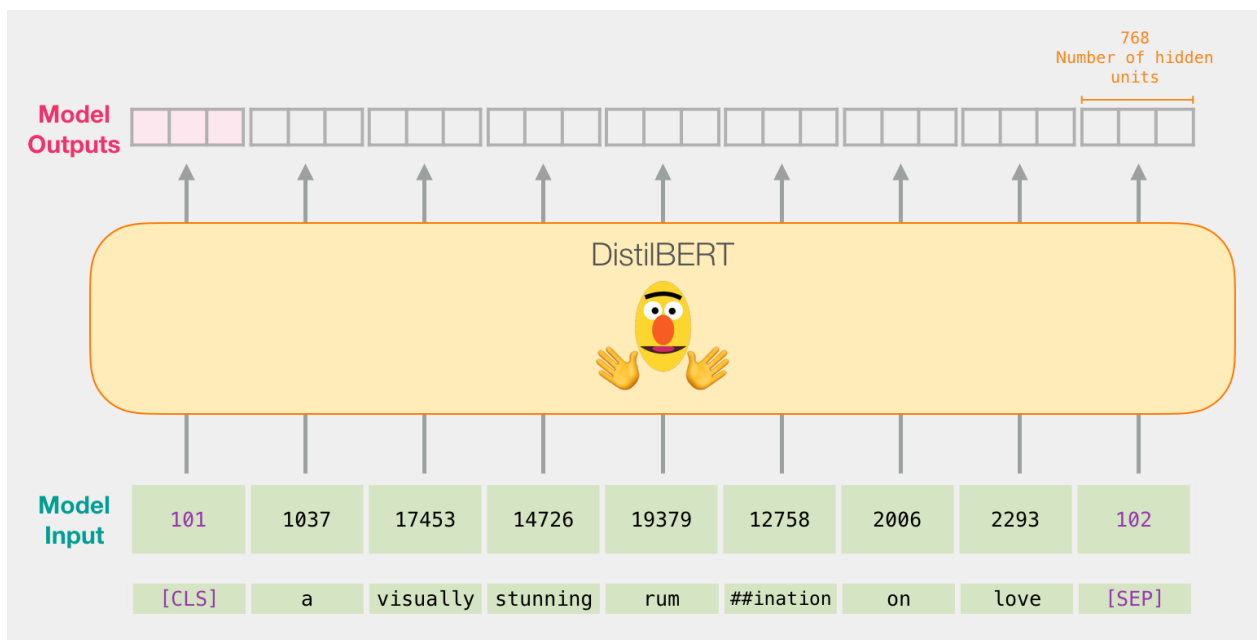 768
Number of hidden
units
Model
Outputs
DistilBERT
Model
Input
101 1037 17453 14726 19379 12758 2006 2293 102
[CLS] a visually stunning rum ##ination on love [SEP]